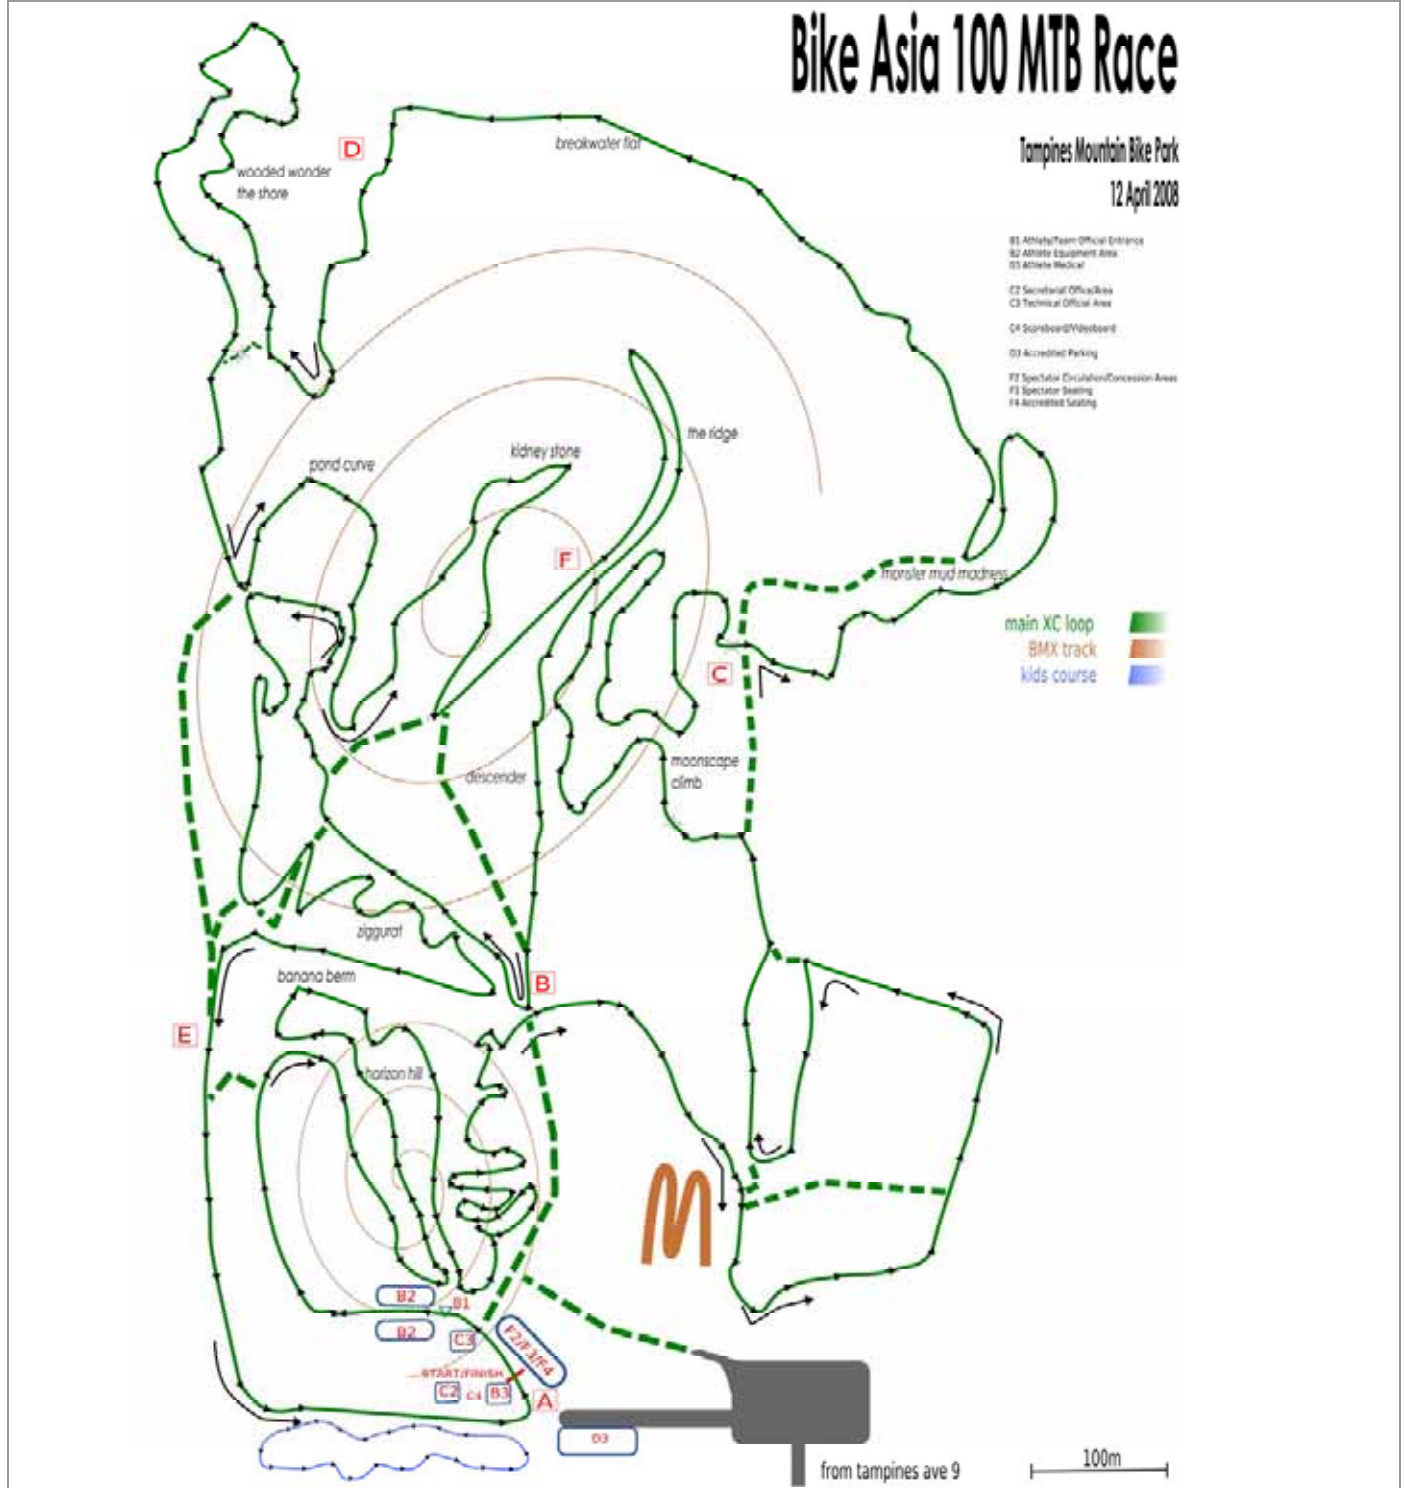 Bike Asia 100 MTB Race
Tampines Mountain Bike Park
12 April 2008
B1 Athlete/Team Official Entrance
B2 Athlete Equipment Area
B3 Athlete Medical
C2 Secretariat Office/Area
C3 Technical Official Area
C4 Scoreboard/Videoboard
D3 Accredited Parking
F2 Spectator Circulation/Concession Areas
F3 Spectator Seating
F4 Accredited Seating
D
breakwater flat
wooded wonder
the shore
the ridge
kidney stone
pond curve
F
monster mud madness
main XC loop
BMX track
kids course
C
moonscape
climb
descender
ziggurat
banana berm
B
E
horizon hill
B2
B1
B2
C3
F2/F3/F4
START/FINISH
C2
C4
B3
A
D3
100m
from tampines ave 9